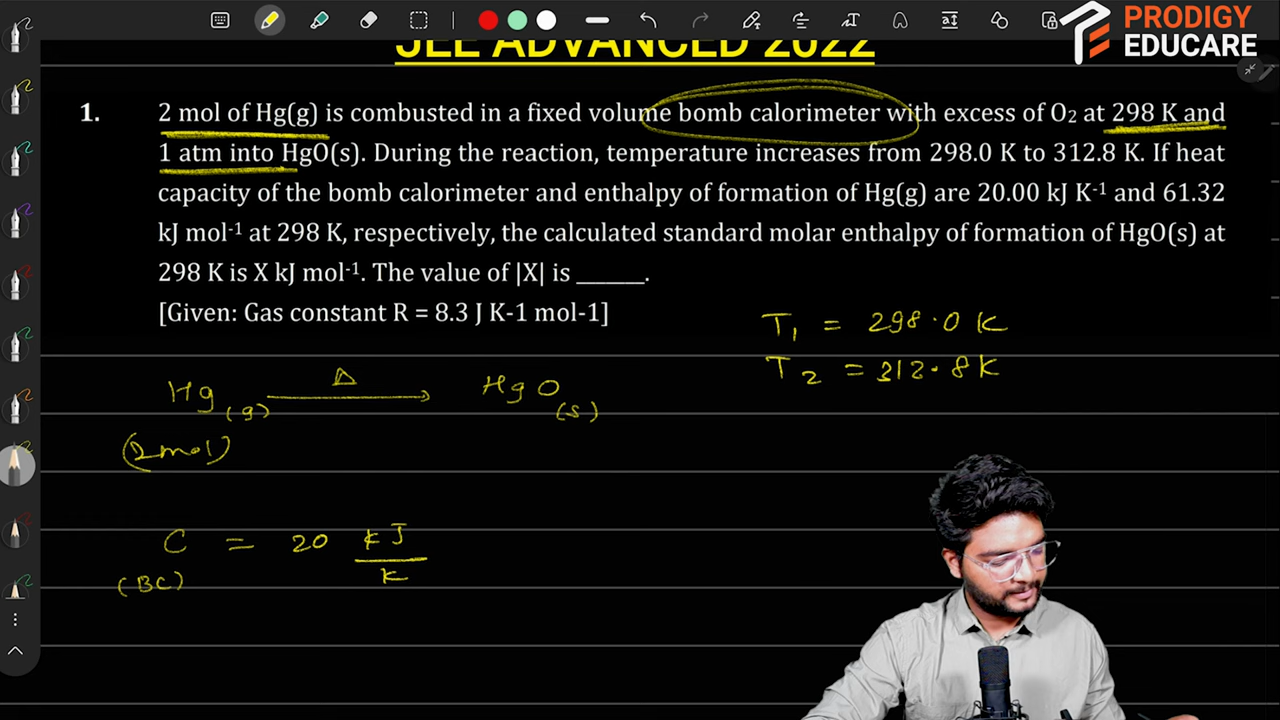 PRODIGY
EDUCARE
JEE ADVANCED 2022
1. 2 mol of Hg(g) is combusted in a fixed volume bomb calorimeter with excess of O₂ at 298 K and
1 atm into HgO(s). During the reaction, temperature increases from 298.0 K to 312.8 K. If heat
capacity of the bomb calorimeter and enthalpy of formation of Hg(g) are 20.00 kJ K⁻¹ and 61.32
kJ mol⁻¹ at 298 K, respectively, the calculated standard molar enthalpy of formation of HgO(s) at
298 K is X kJ mol⁻¹. The value of |X| is ______.
[Given: Gas constant R = 8.3 J K-1 mol-1]
T₁ = 298.0 K
T₂ = 312.8 K
Hg(g) —Δ→ HgO(s)
(2mol)
C = 20 kJ/K
(BC)